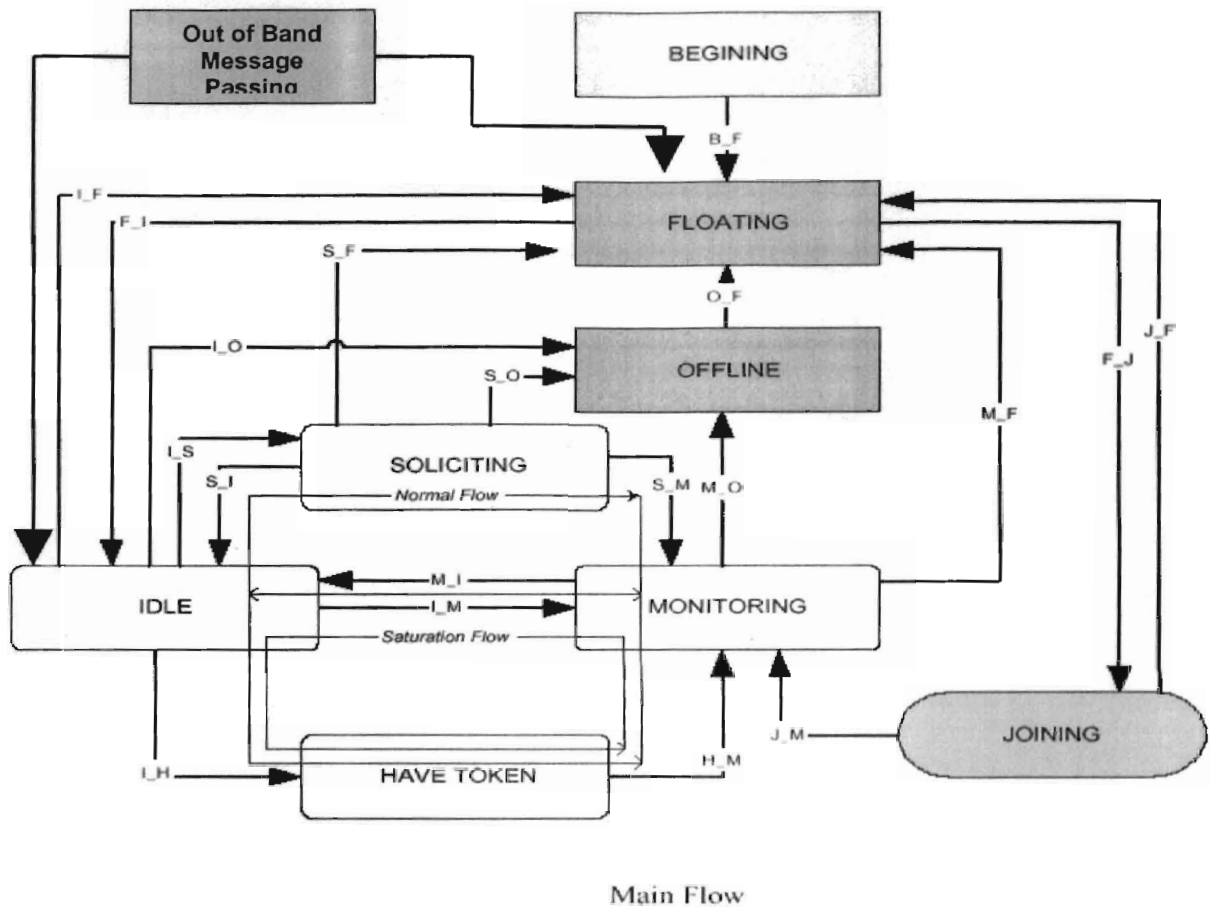 Out of Band
Message
Passing
BEGINING
B_F
I_F
F_I
FLOATING
S_F
O_F
J_F
I_O
F_J
OFFLINE
S_O
M_F
I_S
SOLICITING
S_I
S_M
M_O
Normal Flow
M_I
IDLE
I_M
MONITORING
Saturation Flow
J_M
JOINING
I_H
HAVE TOKEN
H_M
Main Flow